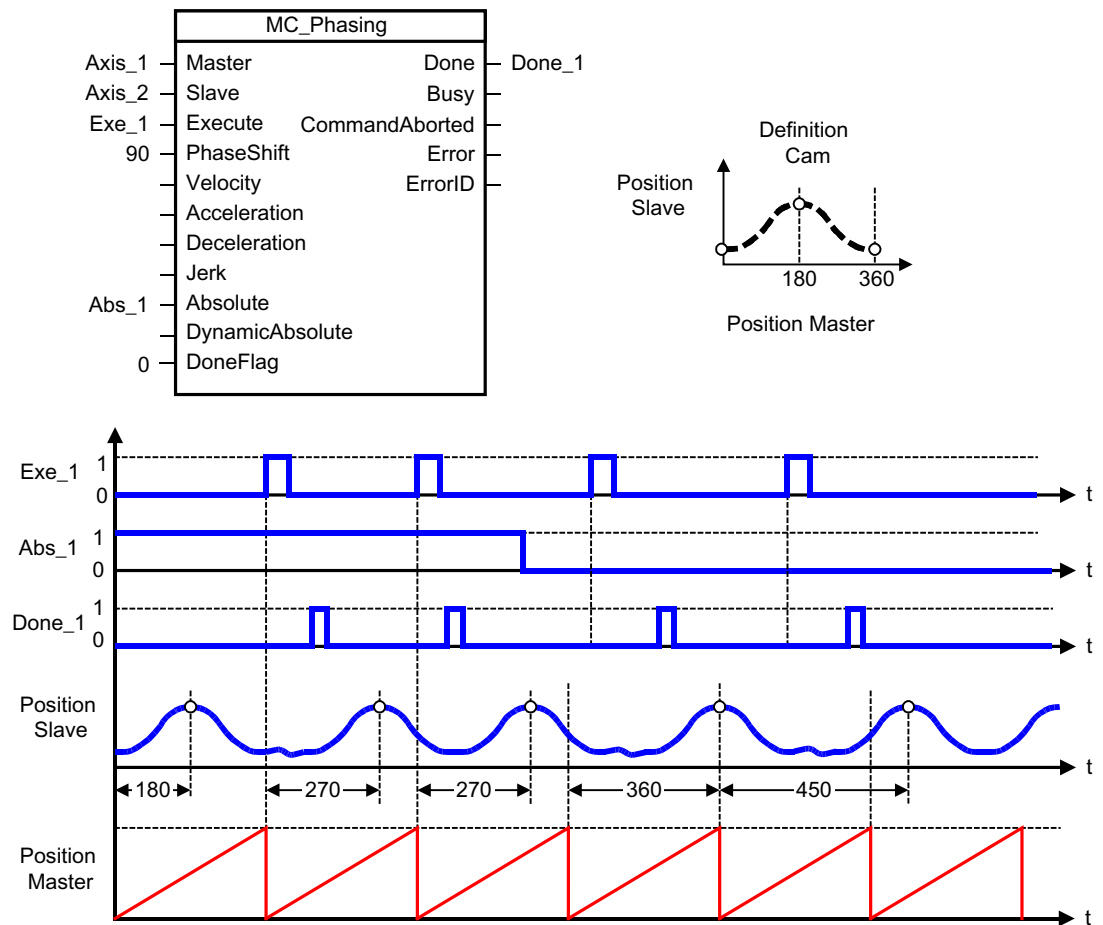 MC_Phasing
Axis_1 Master Done Done_1
Axis_2 Slave Busy
Exe_1 Execute CommandAborted
90 PhaseShift Error
Velocity ErrorID
Acceleration
Deceleration
Jerk
Abs_1 Absolute
DynamicAbsolute
0 DoneFlag
Definition
Cam
Position
Slave
180 360
Position Master
Exe_1 1
0 t
Abs_1 1
0 t
Done_1 1
0 t
Position
Slave
t
180 270 270 360 450
Position
Master
t